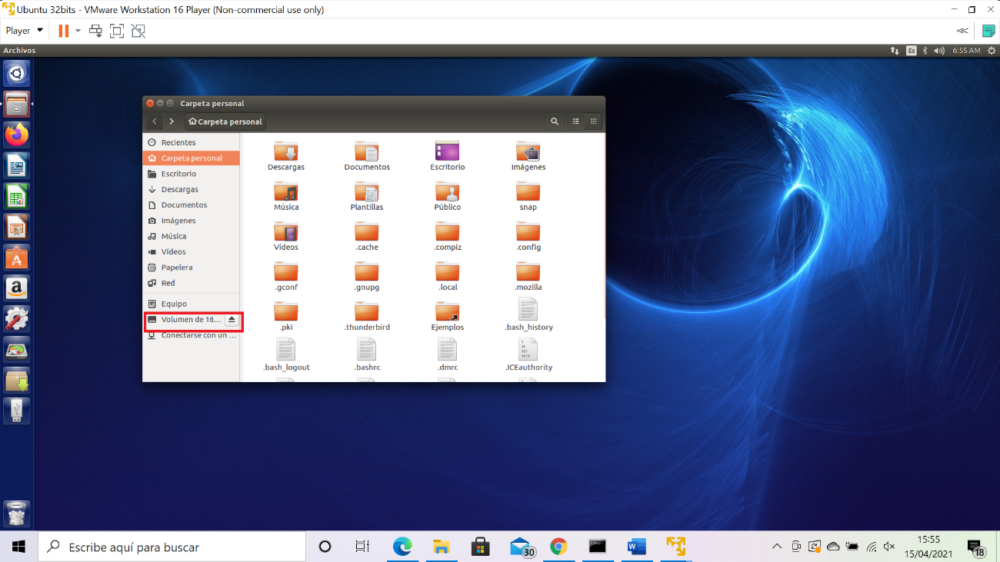 Ubuntu 32bits - VMware Workstation 16 Player (Non-commercial use only)
Player
Archivos
Es
6:55 AM
Carpeta personal
Carpeta personal
Recientes
Carpeta personal
Escritorio
Descargas
Documentos
Imágenes
Música
Vídeos
Papelera
Red
Equipo
Volumen de 16...
Conectarse con un ...
Descargas
Documentos
Escritorio
Imágenes
Música
Plantillas
Público
snap
Vídeos
.cache
.compiz
.config
.gconf
.gnupg
.local
.mozilla
.pki
.thunderbird
Ejemplos
.bash_history
.bash_logout
.bashrc
.dmrc
.ICEauthority
Escribe aquí para buscar
30
15:55
15/04/2021
18